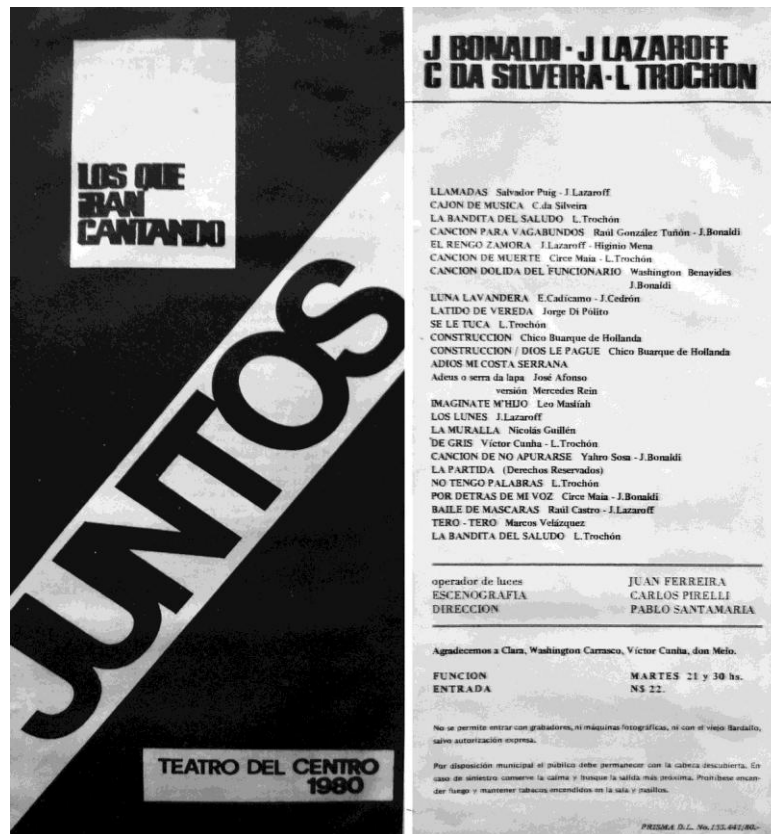 LOS QUE
IBAN
CANTANDO
JUNTOS
TEATRO DEL CENTRO
1980
J BONALDI · J LAZAROFF
C DA SILVEIRA · L TROCHON
LLAMADAS Salvador Puig - J.Lazaroff
CAJON DE MUSICA C.da Silveira
LA BANDITA DEL SALUDO L.Trochón
CANCION PARA VAGABUNDOS Raúl González Tuñón - J.Bonaldi
EL RENGO ZAMORA J.Lazaroff - Higinio Mena
CANCION DE MUERTE Circe Maia - L.Trochón
CANCION DOLIDA DEL FUNCIONARIO Washington Benavides
J.Bonaldi
LUNA LAVANDERA E.Cadícamo - J.Cedrón
LATIDO DE VEREDA Jorge Di Pólito
SE LE TUCA L.Trochón
CONSTRUCCION Chico Buarque de Hollanda
CONSTRUCCION / DIOS LE PAGUE Chico Buarque de Hollanda
ADIOS MI COSTA SERRANA
Adeus o serra da lapa José Afonso
versión Mercedes Rein
IMAGINATE M'HIJO Leo Masliah
LOS LUNES J.Lazaroff
LA MURALLA Nicolás Guillén
DE GRIS Víctor Cunha - L.Trochón
CANCION DE NO APURARSE Yahro Sosa - J.Bonaldi
LA PARTIDA (Derechos Reservados)
NO TENGO PALABRAS L.Trochón
POR DETRAS DE MI VOZ Circe Maia - J.Bonaldi
BAILE DE MASCARAS Raúl Castro - J.Lazaroff
TERO - TERO Marcos Velázquez
LA BANDITA DEL SALUDO L.Trochón
operador de luces JUAN FERREIRA
ESCENOGRAFIA CARLOS PIRELLI
DIRECCION PABLO SANTAMARIA
Agradecemos a Clara, Washington Carrasco, Víctor Cunha, don Melo.
FUNCION MARTES 21 y 30 hs.
ENTRADA N$ 22.
No se permite entrar con grabadores, ni máquinas fotográficas, ni con el viejo Bardallo,
salvo autorización expresa.
Por disposición municipal el público debe permanecer con la cabeza descubierta. En
caso de siniestro conserve la calma y busque la salida más próxima. Prohíbese encen-
der fuego y mantener tabacos encendidos en la sala y pasillos.
PRISMA D.L. No.155.441/80.-